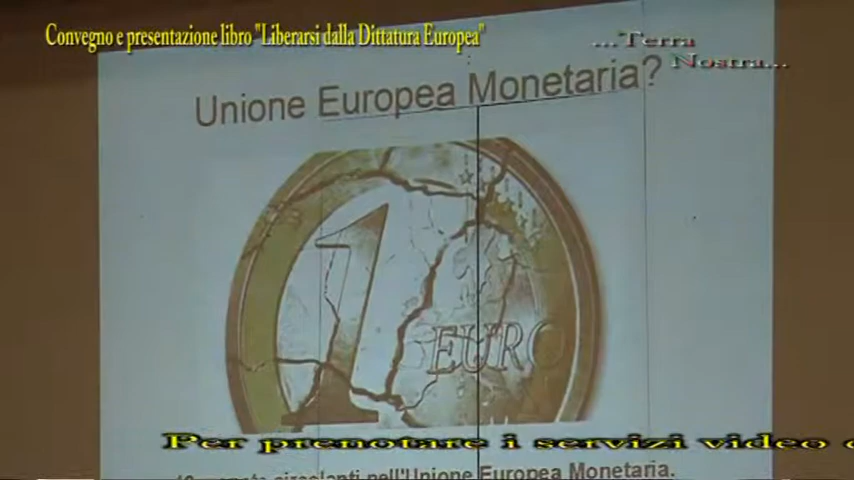 Convegno e presentazione libro "Liberarsi dalla Dittatura Europea"
...Terra
Nostra...
Unione Europea Monetaria?
1
EURO
Per prenotare i servizi video
nell'Unione Europea Monetaria.